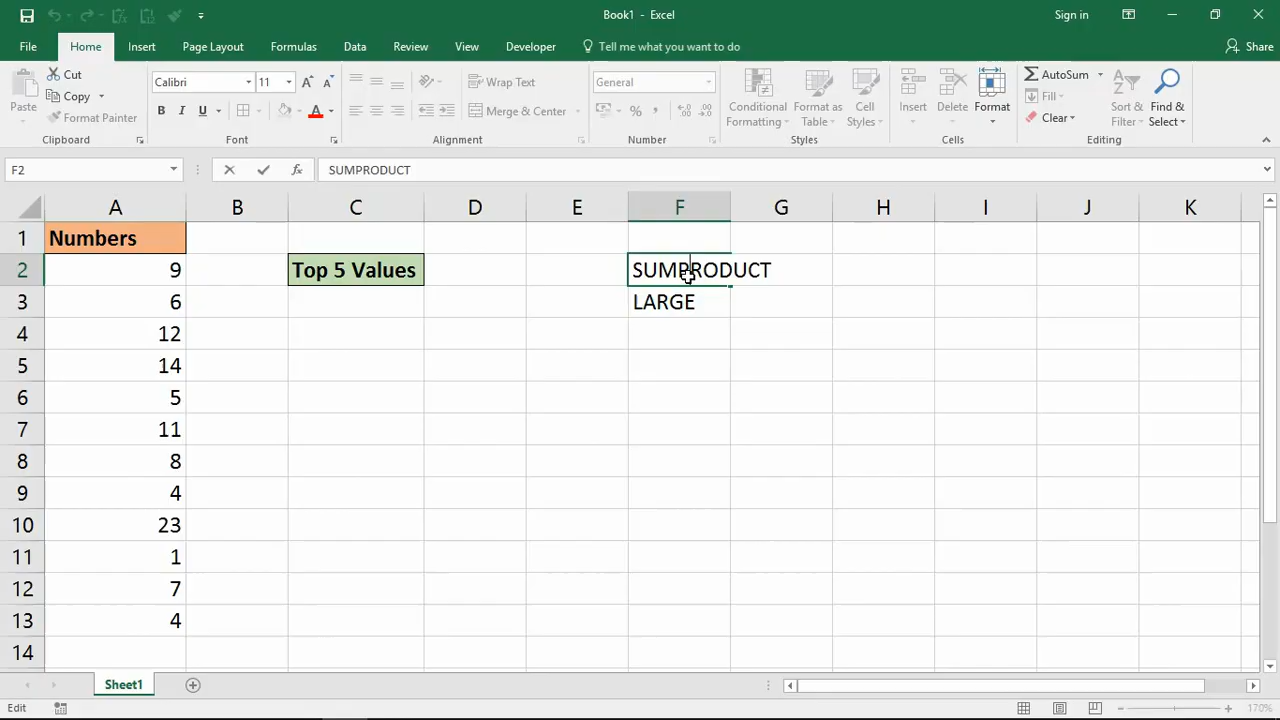 Book1 - Excel
Sign in
File Home Insert Page Layout Formulas Data Review View Developer Tell me what you want to do Share
Paste
Cut
Copy
Format Painter
Clipboard
Calibri 11
B I U
Font
Wrap Text
Merge & Center
Alignment
General
Number
Conditional Formatting
Format as Table
Cell Styles
Styles
Insert
Delete
Format
Cells
AutoSum
Fill
Clear
Sort & Filter
Find & Select
Editing
F2 fx SUMPRODUCT
A B C D E F G H I J K
1 Numbers
2 9 Top 5 Values SUMPRODUCT
3 6 LARGE
4 12
5 14
6 5
7 11
8 8
9 4
10 23
11 1
12 7
13 4
14
Sheet1
Edit 170%